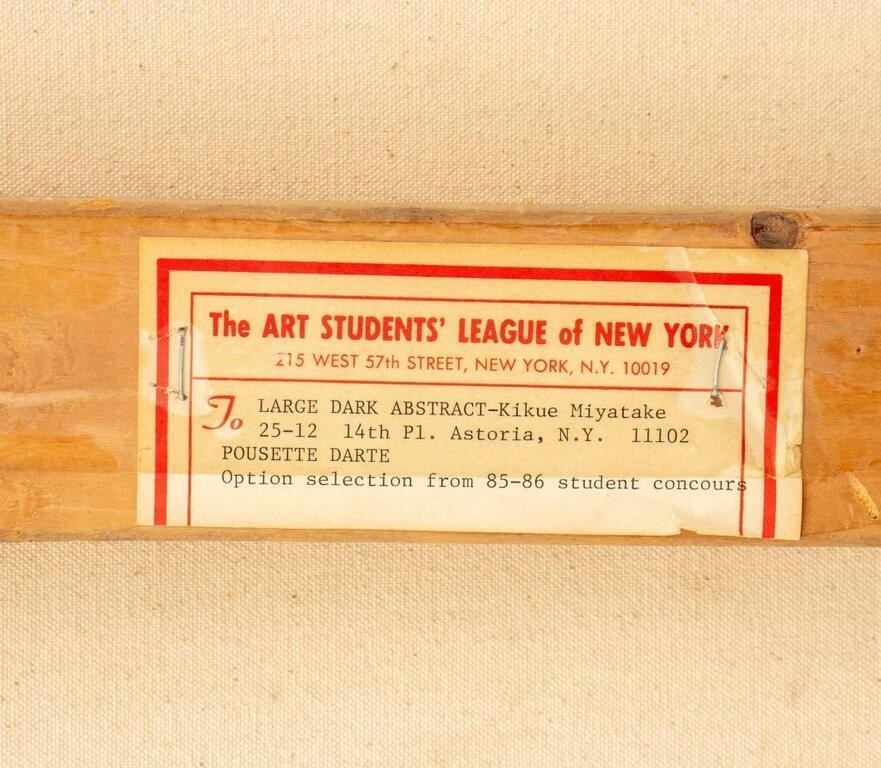 The ART STUDENTS' LEAGUE of NEW YORK
215 WEST 57th STREET, NEW YORK, N.Y. 10019
To LARGE DARK ABSTRACT-Kikue Miyatake
25-12 14th Pl. Astoria, N.Y. 11102
POUSETTE DARTE
Option selection from 85-86 student concours